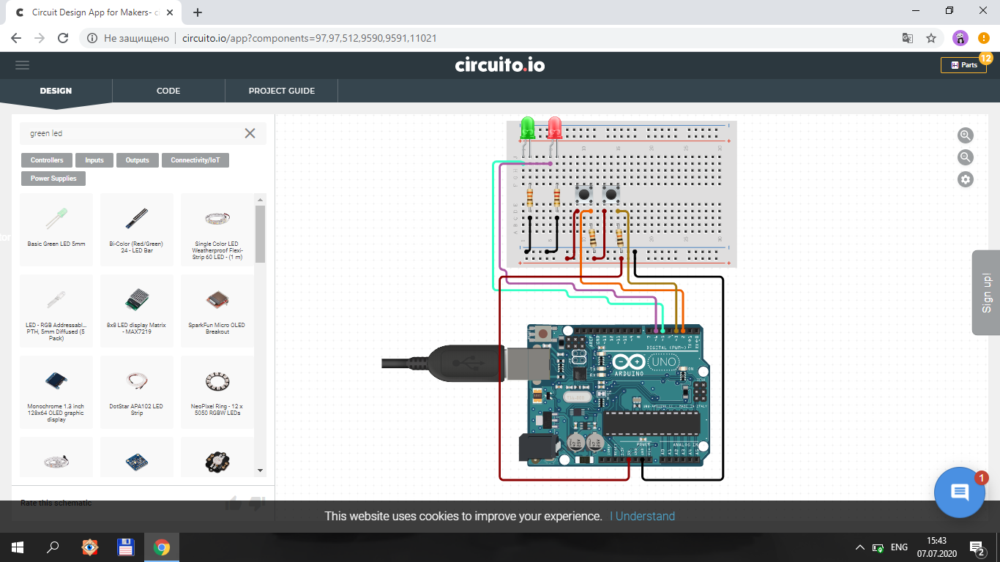 Circuit Design App for Makers- c
Не защищено
circuito.io/app?components=97,97,512,9590,9591,11021
circuito.io
Parts
12
DESIGN
CODE
PROJECT GUIDE
green led
Controllers
Inputs
Outputs
Connectivity/IoT
Power Supplies
Basic Green LED 5mm
Bi-Color (Red/Green)
24 - LED Bar
Single Color LED
Weatherproof Flexi-
Strip 60 LED - (1 m)
LED - RGB Addressabl...
PTH, 5mm Diffused (5
Pack)
8x8 LED display Matrix
- MAX7219
SparkFun Micro OLED
Breakout
Monochrome 1.3 inch
128x64 OLED graphic
display
DotStar APA102 LED
Strip
NeoPixel Ring - 12 x
5050 RGBW LEDs
Rate this schematic
DIGITAL (PWM~)
UNO
ARDUINO
POWER
ANALOG IN
Sign up!
1
This website uses cookies to improve your experience. I Understand
ENG
15:43
07.07.2020
2